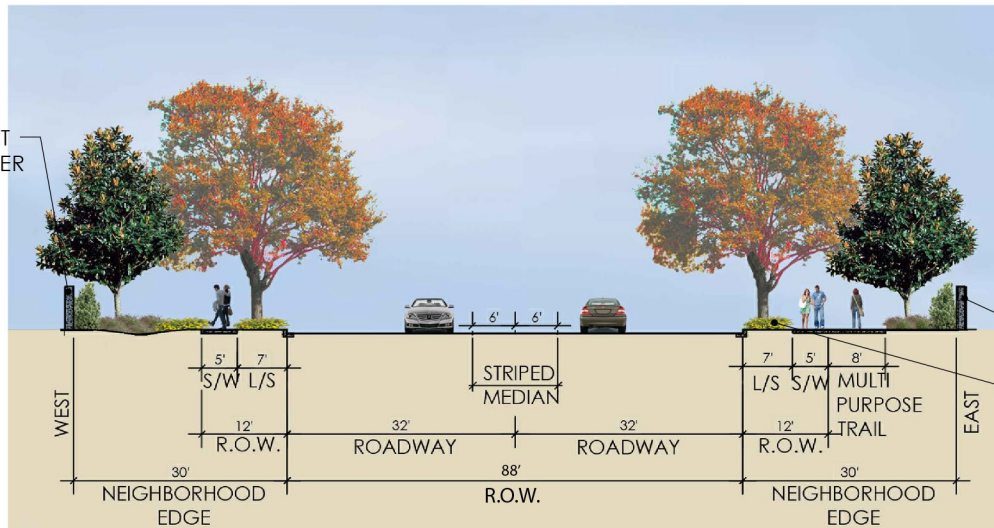 T
ER
6' 6'
5' 7' 7' 5' 8'
S/W L/S STRIPED L/S S/W MULTI
MEDIAN PURPOSE
TRAIL
WEST EAST
12' 32' 32' 12'
R.O.W. ROADWAY ROADWAY R.O.W.
30' 88' 30'
NEIGHBORHOOD R.O.W. NEIGHBORHOOD
EDGE EDGE